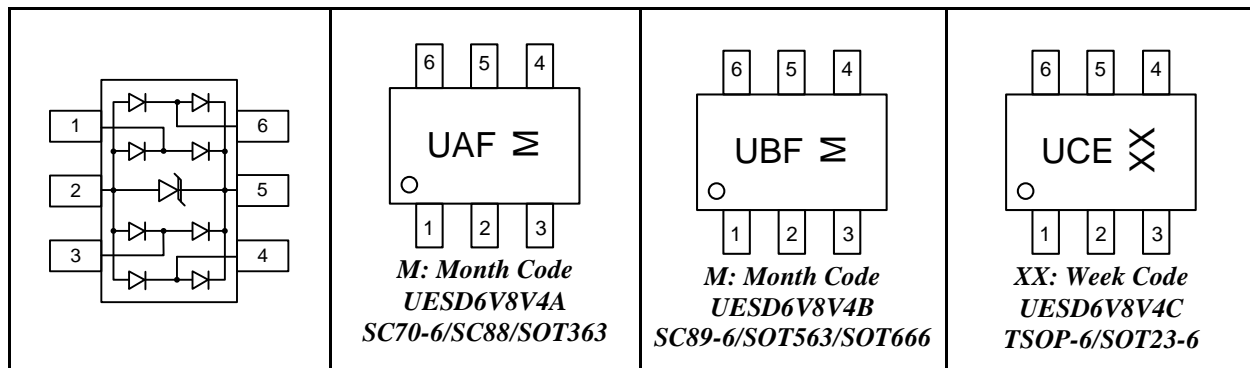 1
6
2
5
3
4
6 5 4
UAF M
1 2 3
M: Month Code
UESD6V8V4A
SC70-6/SC88/SOT363
6 5 4
UBF M
1 2 3
M: Month Code
UESD6V8V4B
SC89-6/SOT563/SOT666
6 5 4
UCE XX
1 2 3
XX: Week Code
UESD6V8V4C
TSOP-6/SOT23-6